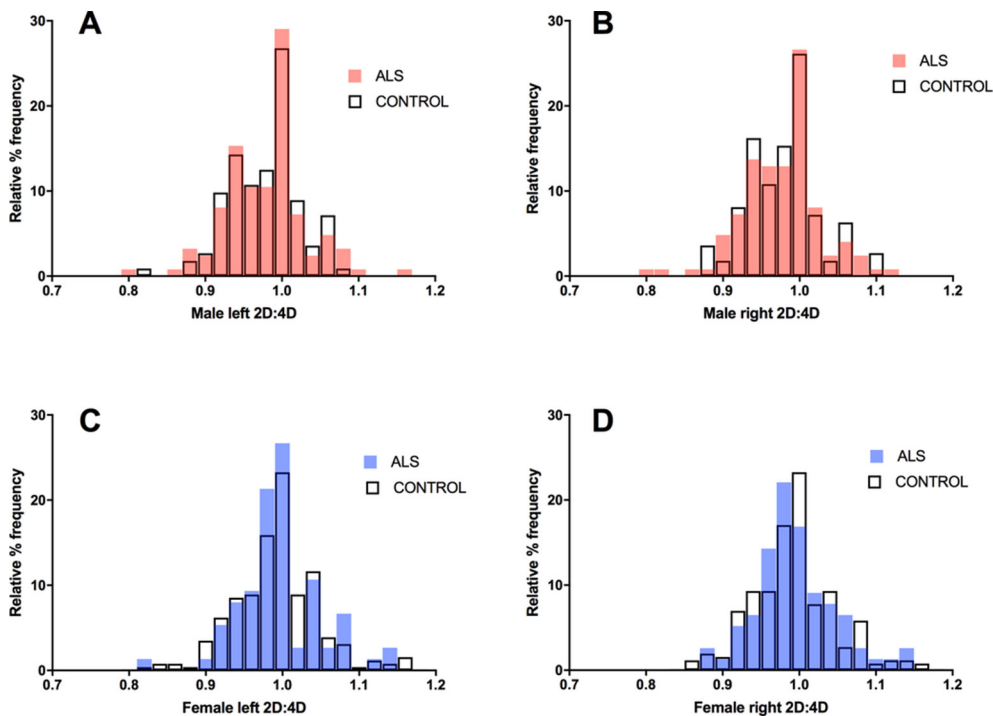 A
30
20
10
0
Relative % frequency
ALS
CONTROL
0.7 0.8 0.9 1.0 1.1 1.2
Male left 2D:4D
B
30
20
10
0
Relative frequency
ALS
CONTROL
0.7 0.8 0.9 1.0 1.1 1.2
Male right 2D:4D
C
30
20
10
0
Relative % frequency
ALS
CONTROL
0.7 0.8 0.9 1.0 1.1 1.2
Female left 2D:4D
D
30
20
10
0
Relative % frequency
ALS
CONTROL
0.7 0.8 0.9 1.0 1.1 1.2
Female right 2D:4D